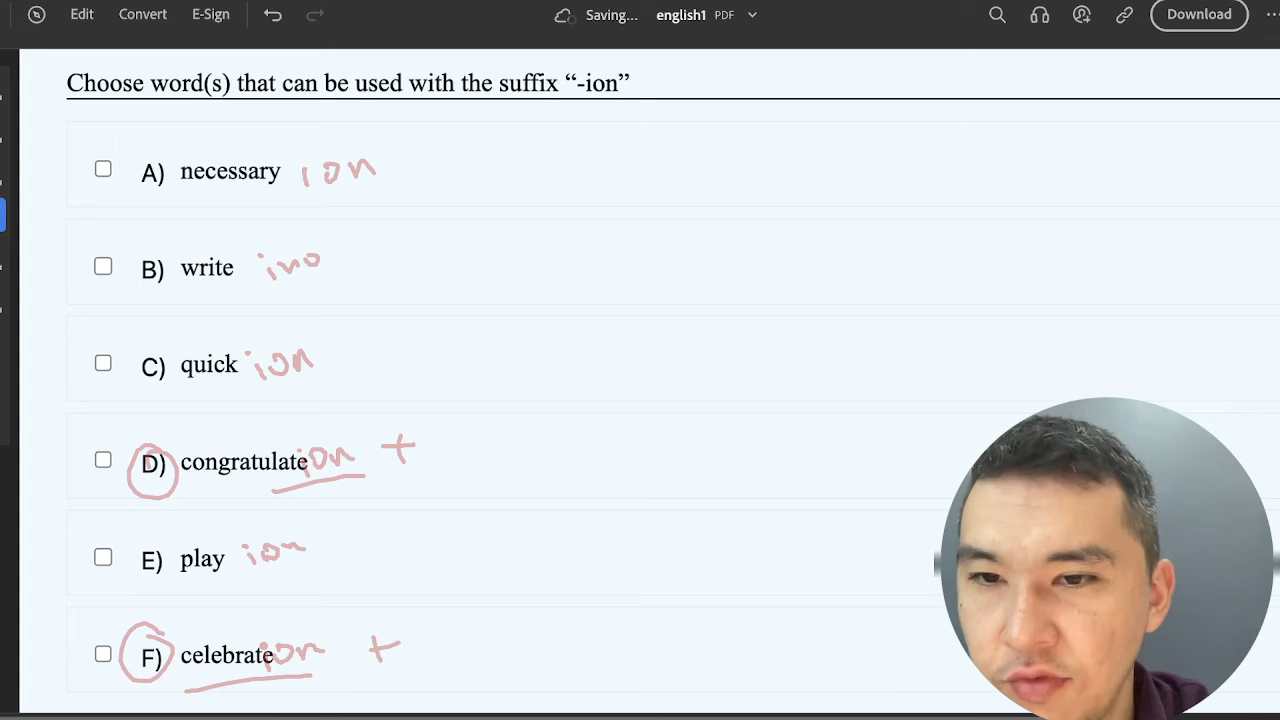 Edit Convert E-Sign Saving... english1 PDF Download
Choose word(s) that can be used with the suffix “-ion”
A) necessary ion
B) write ino
C) quick ion
D) congratulate ion +
E) play ion
F) celebrate ion +